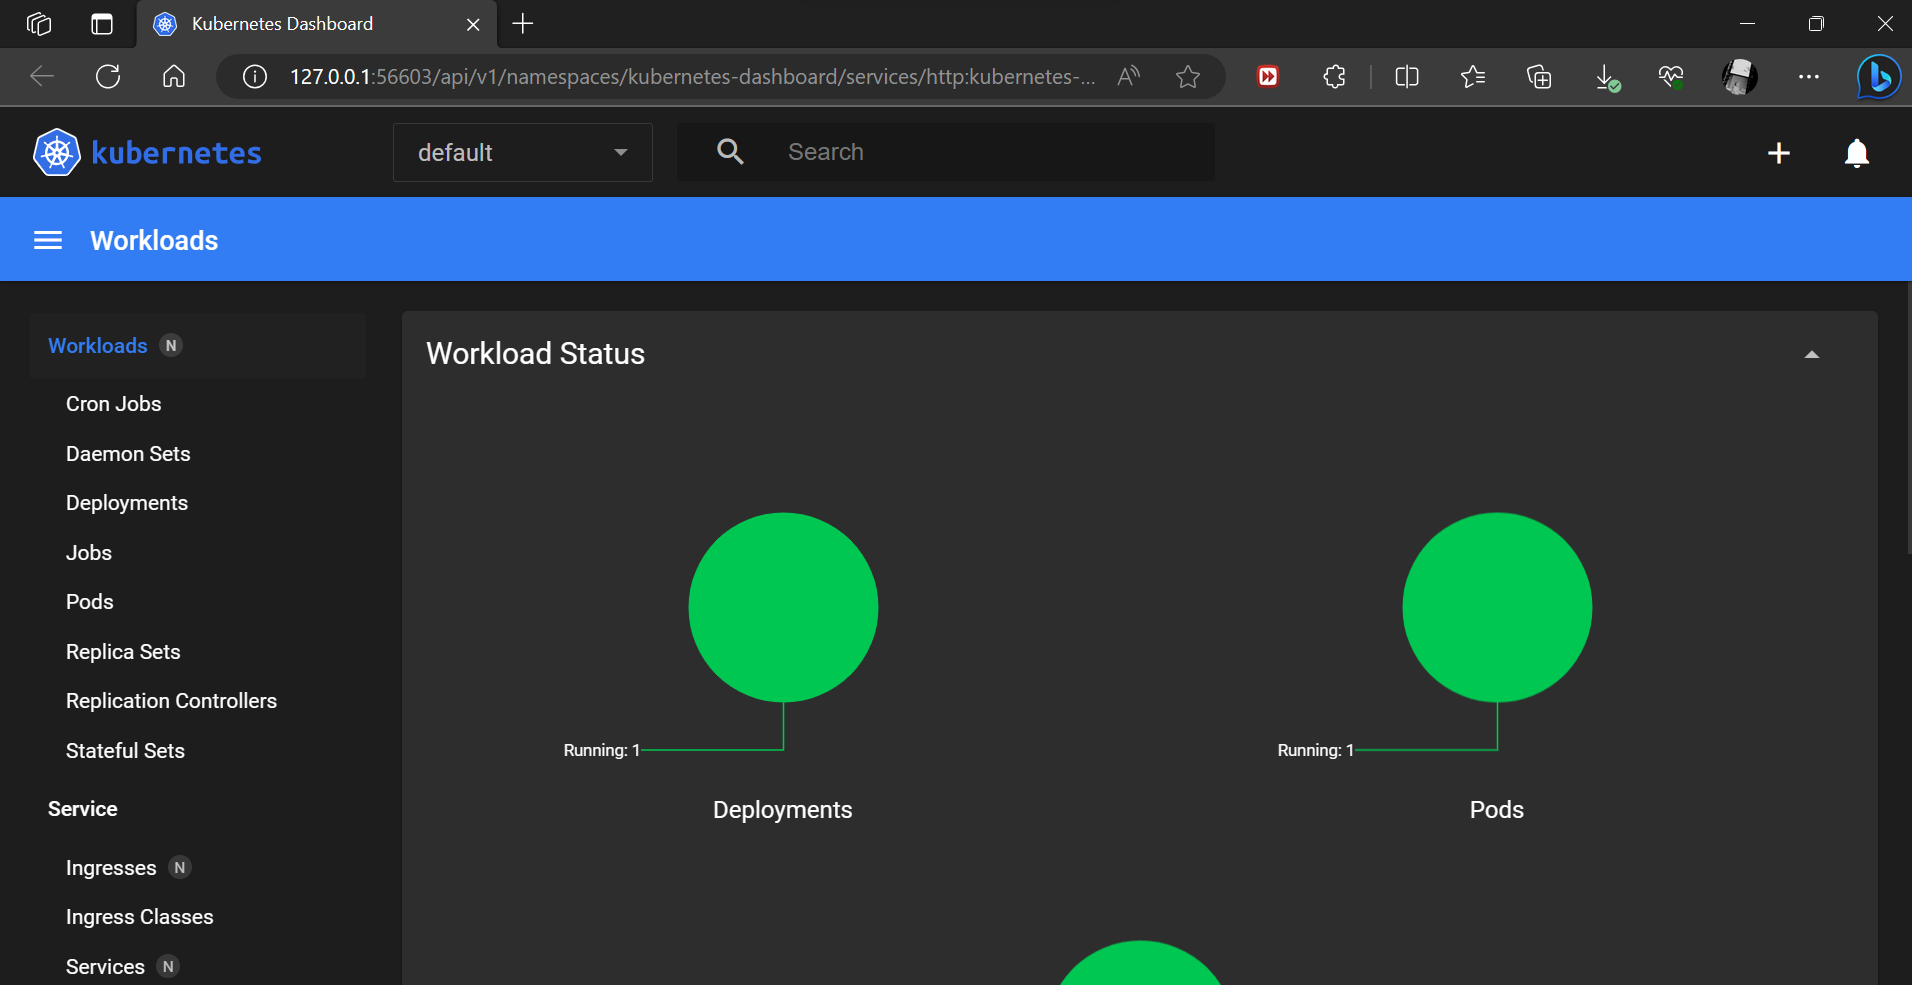 Kubernetes Dashboard
127.0.0.1:56603/api/v1/namespaces/kubernetes-dashboard/services/http:kubernetes-...
kubernetes
default
Search
Workloads
Workloads N
Cron Jobs
Daemon Sets
Deployments
Jobs
Pods
Replica Sets
Replication Controllers
Stateful Sets
Service
Ingresses N
Ingress Classes
Services N
Workload Status
Running: 1
Deployments
Running: 1
Pods